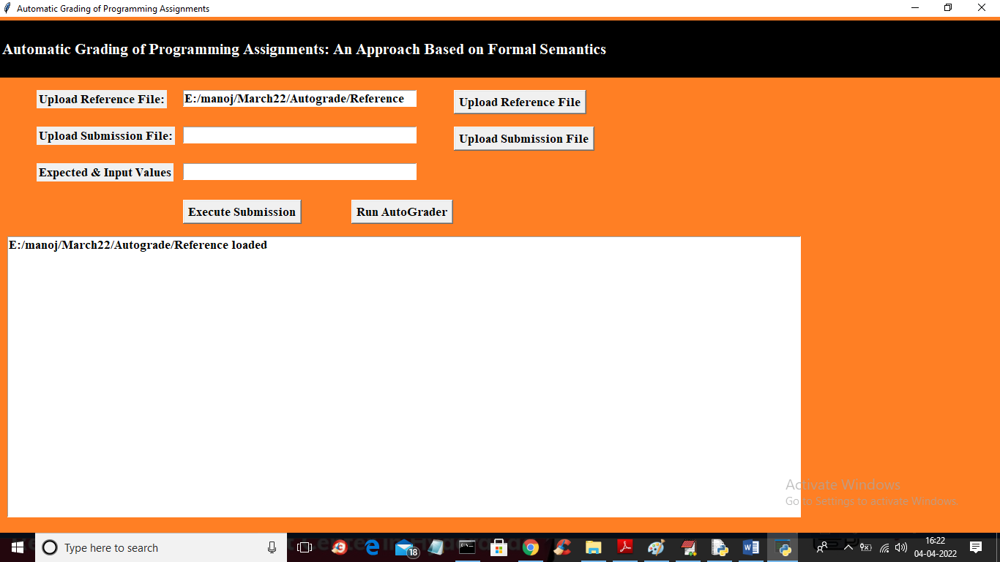 Automatic Grading of Programming Assignments
Automatic Grading of Programming Assignments: An Approach Based on Formal Semantics
Upload Reference File: E:/manoj/March22/Autograde/Reference Upload Reference File
Upload Submission File: Upload Submission File
Expected & Input Values
Execute Submission Run AutoGrader
E:/manoj/March22/Autograde/Reference loaded
Activate Windows
Go to Settings to activate Windows.
Type here to search
18
16:22
04-04-2022